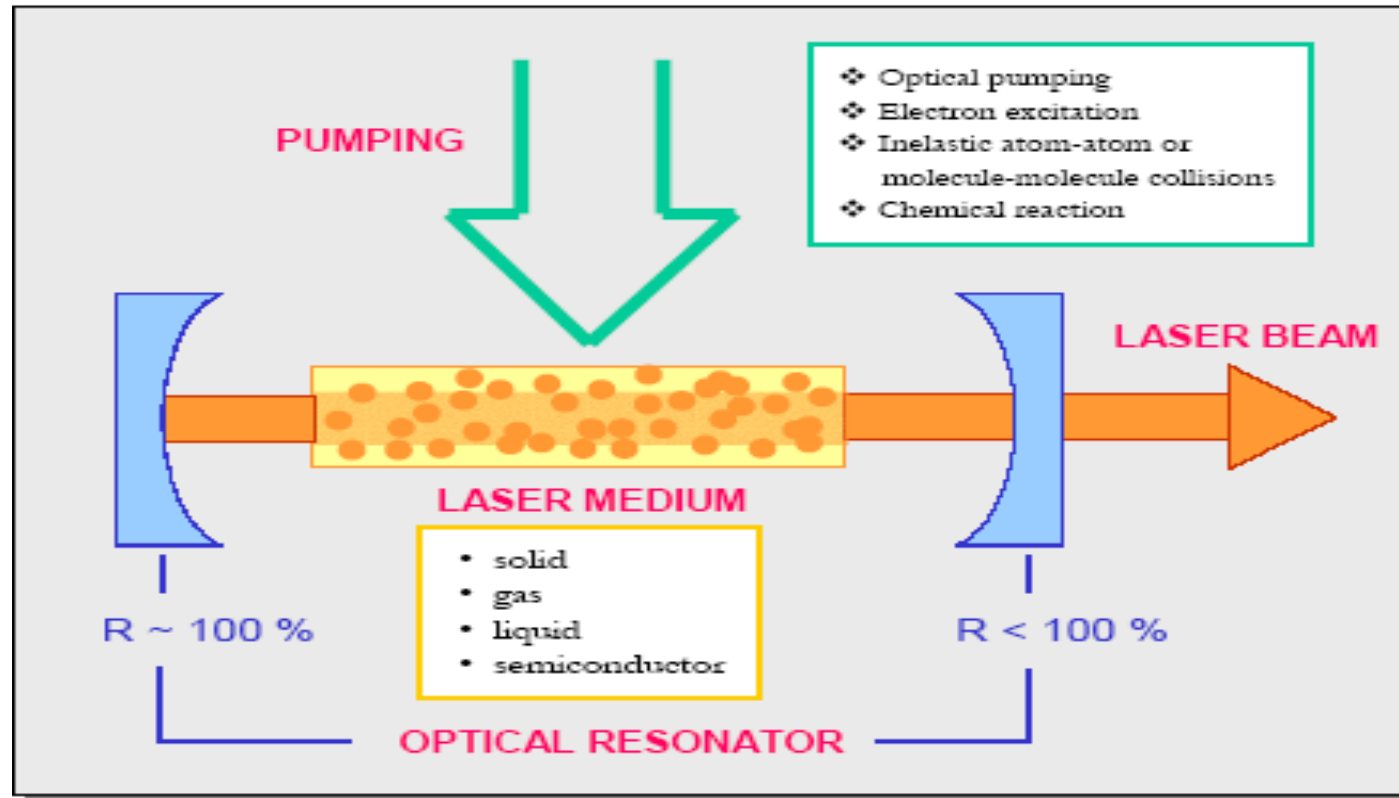 PUMPING
❖ Optical pumping
❖ Electron excitation
❖ Inelastic atom-atom or
molecule-molecule collisions
❖ Chemical reaction
LASER BEAM
LASER MEDIUM
• solid
• gas
• liquid
• semiconductor
R ~ 100 %
R < 100 %
OPTICAL RESONATOR